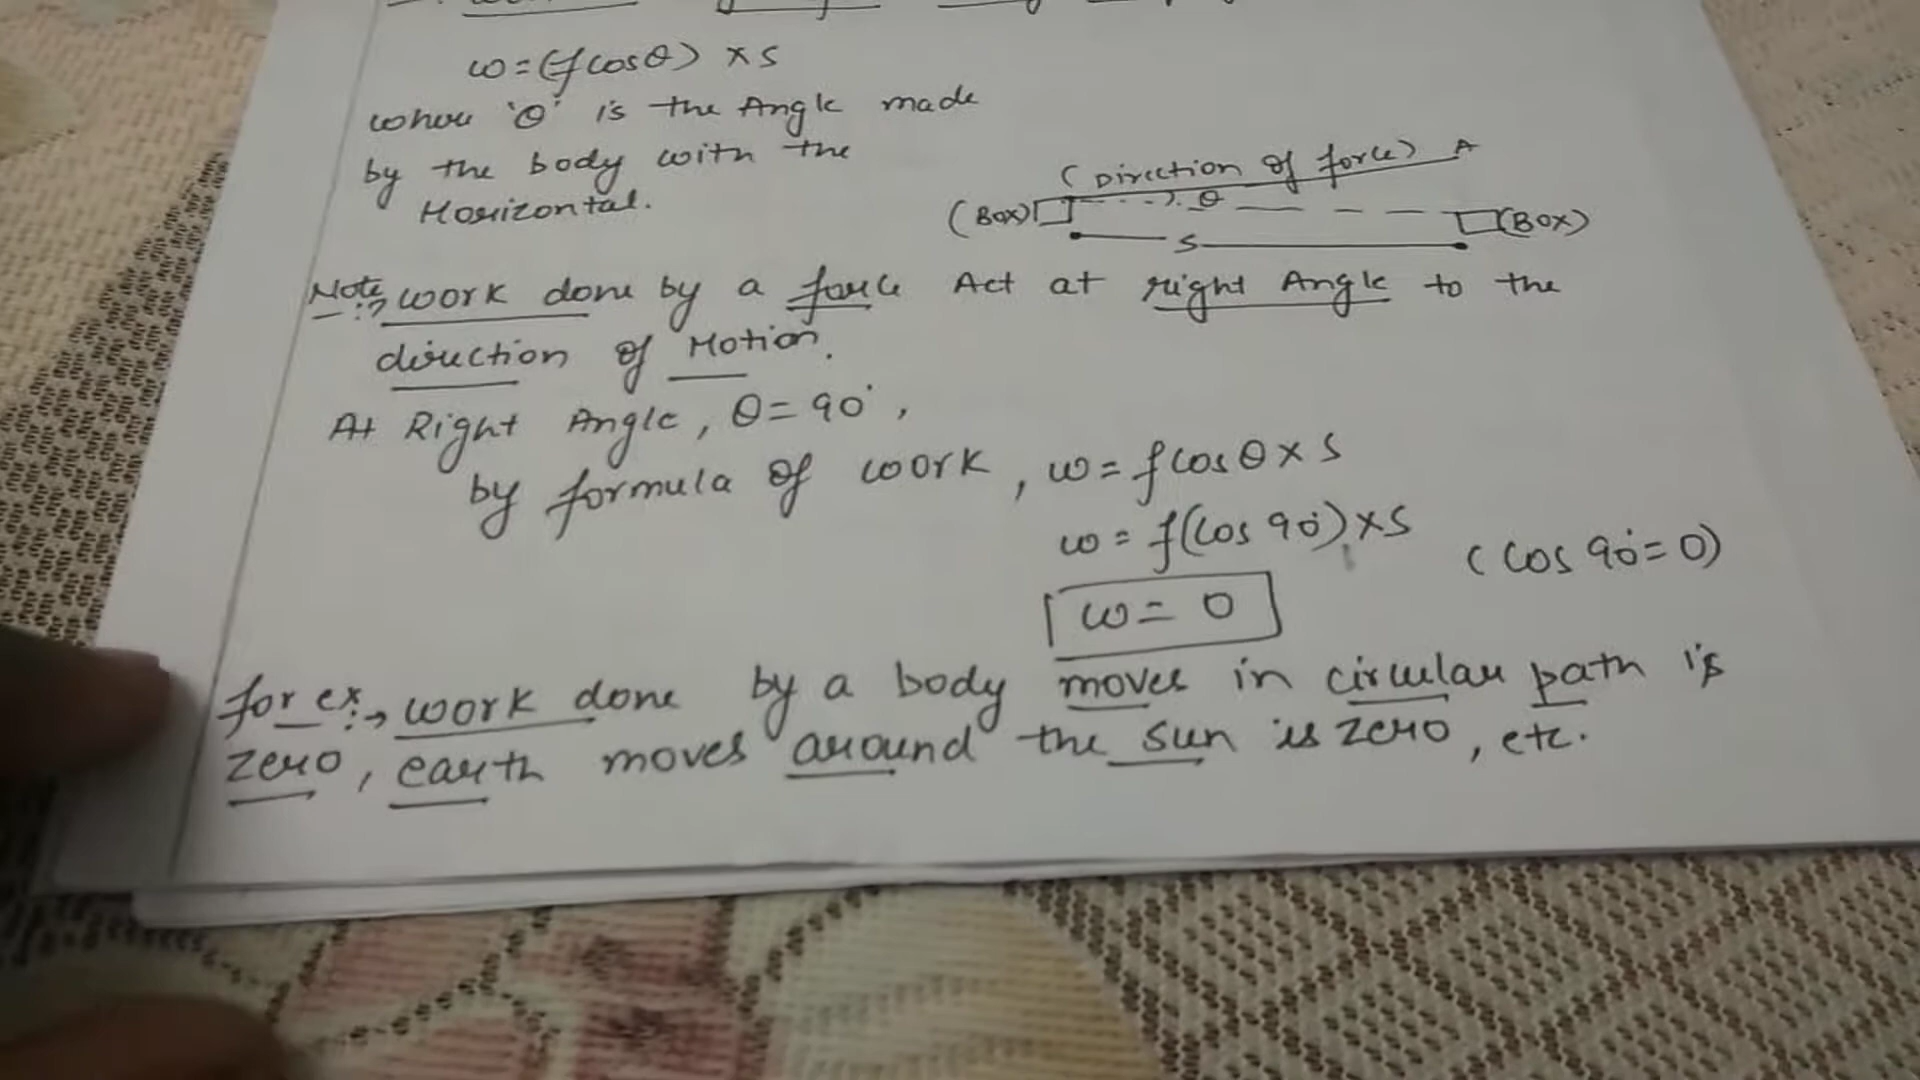 w = (f cosθ) × s
where 'θ' is the Angle made
by the body with the
Horizontal.
(Direction of force) A
θ
(Box) (Box)
s
Note :→ work done by a force Act at right Angle to the
direction of Motion.
At Right Angle, θ = 90°,
by formula of work, w = f cos θ × s
w = f(cos 90°) × s (cos 90° = 0)
w = 0
for ex :→ work done by a body moves in circular path is
zero, earth moves around the sun is zero, etc.